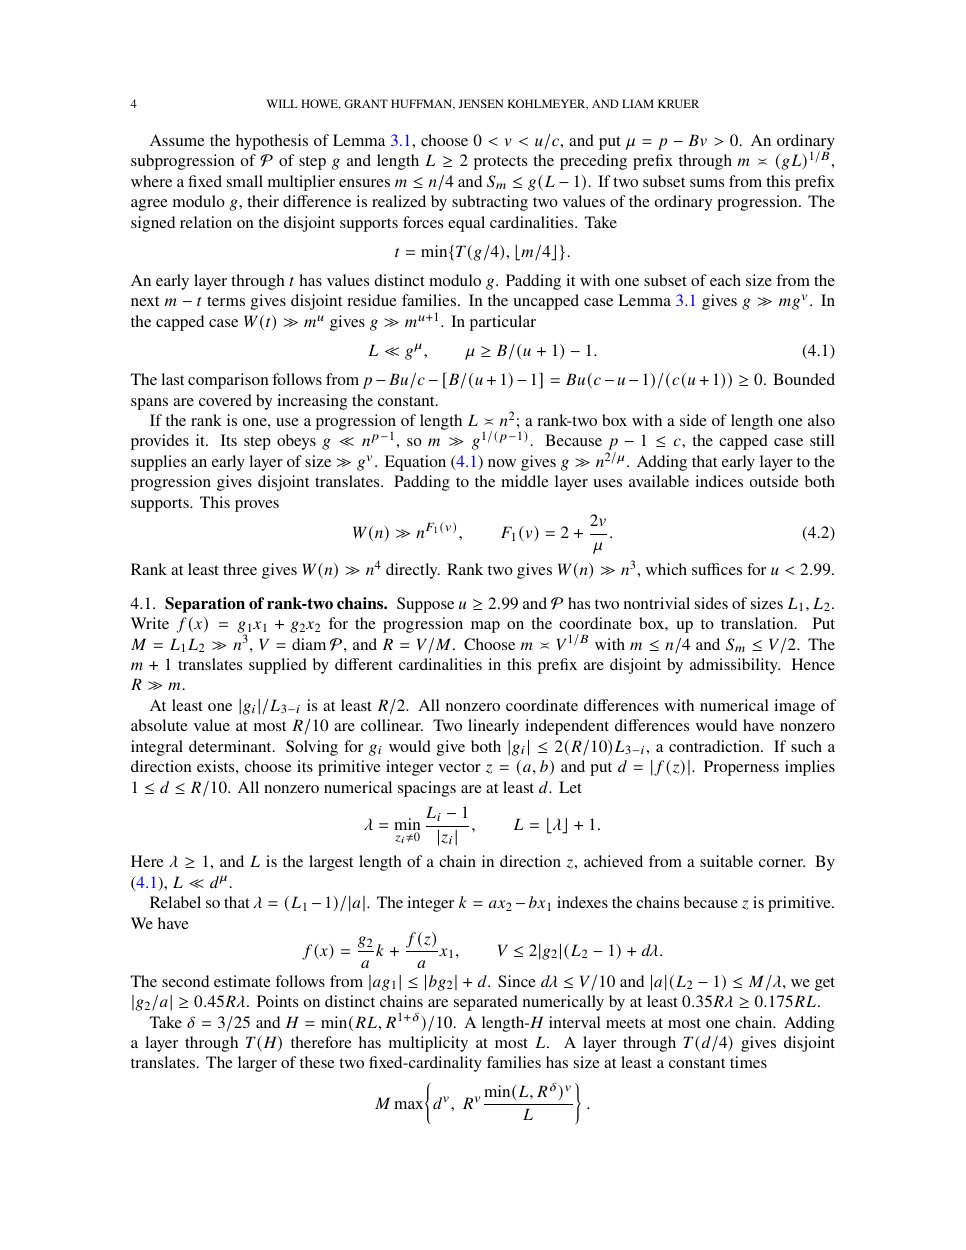 4
WILL HOWE, GRANT HUFFMAN, JENSEN KOHLMEYER, AND LIAM KRUER
Assume the hypothesis of Lemma 3.1, choose 0 < ν < u/c, and put μ = p − Bν > 0. An ordinary
subprogression of 𝒫 of step g and length L ≥ 2 protects the preceding prefix through m ≍ (gL)^{1/B},
where a fixed small multiplier ensures m ≤ n/4 and S_m ≤ g(L − 1). If two subset sums from this prefix
agree modulo g, their difference is realized by subtracting two values of the ordinary progression. The
signed relation on the disjoint supports forces equal cardinalities. Take
t = min{T(g/4), ⌊m/4⌋}.
An early layer through t has values distinct modulo g. Padding it with one subset of each size from the
next m − t terms gives disjoint residue families. In the uncapped case Lemma 3.1 gives g ≫ mg^ν. In
the capped case W(t) ≫ m^u gives g ≫ m^{u+1}. In particular
L ≪ g^μ, μ ≥ B/(u + 1) − 1. (4.1)
The last comparison follows from p − Bu/c − [B/(u + 1) − 1] = Bu(c − u − 1)/(c(u + 1)) ≥ 0. Bounded
spans are covered by increasing the constant.
If the rank is one, use a progression of length L ≍ n²; a rank-two box with a side of length one also
provides it. Its step obeys g ≪ n^{p−1}, so m ≫ g^{1/(p−1)}. Because p − 1 ≤ c, the capped case still
supplies an early layer of size ≫ g^ν. Equation (4.1) now gives g ≫ n^{2/μ}. Adding that early layer to the
progression gives disjoint translates. Padding to the middle layer uses available indices outside both
supports. This proves
W(n) ≫ n^{F₁(ν)}, F₁(ν) = 2 + 2ν/μ. (4.2)
Rank at least three gives W(n) ≫ n⁴ directly. Rank two gives W(n) ≫ n³, which suffices for u < 2.99.
4.1. Separation of rank-two chains. Suppose u ≥ 2.99 and 𝒫 has two nontrivial sides of sizes L₁, L₂.
Write f(x) = g₁x₁ + g₂x₂ for the progression map on the coordinate box, up to translation. Put
M = L₁L₂ ≫ n³, V = diam 𝒫, and R = V/M. Choose m ≍ V^{1/B} with m ≤ n/4 and S_m ≤ V/2. The
m + 1 translates supplied by different cardinalities in this prefix are disjoint by admissibility. Hence
R ≫ m.
At least one |g_i|/L_{3−i} is at least R/2. All nonzero coordinate differences with numerical image of
absolute value at most R/10 are collinear. Two linearly independent differences would have nonzero
integral determinant. Solving for g_i would give both |g_i| ≤ 2(R/10)L_{3−i}, a contradiction. If such a
direction exists, choose its primitive integer vector z = (a, b) and put d = |f(z)|. Properness implies
1 ≤ d ≤ R/10. All nonzero numerical spacings are at least d. Let
λ = min_{z_i≠0} (L_i − 1)/|z_i|, L = ⌊λ⌋ + 1.
Here λ ≥ 1, and L is the largest length of a chain in direction z, achieved from a suitable corner. By
(4.1), L ≪ d^μ.
Relabel so that λ = (L₁ − 1)/|a|. The integer k = ax₂ − bx₁ indexes the chains because z is primitive.
We have
f(x) = (g₂/a)k + (f(z)/a)x₁, V ≤ 2|g₂|(L₂ − 1) + dλ.
The second estimate follows from |ag₁| ≤ |bg₂| + d. Since dλ ≤ V/10 and |a|(L₂ − 1) ≤ M/λ, we get
|g₂/a| ≥ 0.45Rλ. Points on distinct chains are separated numerically by at least 0.35Rλ ≥ 0.175RL.
Take δ = 3/25 and H = min(RL, R^{1+δ})/10. A length-H interval meets at most one chain. Adding
a layer through T(H) therefore has multiplicity at most L. A layer through T(d/4) gives disjoint
translates. The larger of these two fixed-cardinality families has size at least a constant times
M max{d^ν, R^ν min(L, R^δ)^ν / L}.